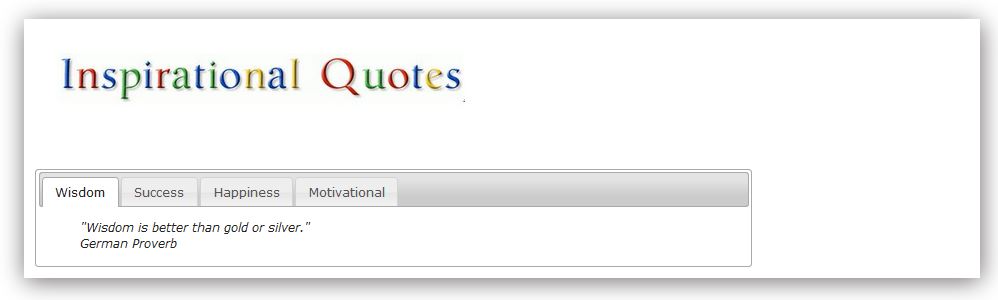 Inspirational Quotes
Wisdom Success Happiness Motivational
"Wisdom is better than gold or silver."
German Proverb